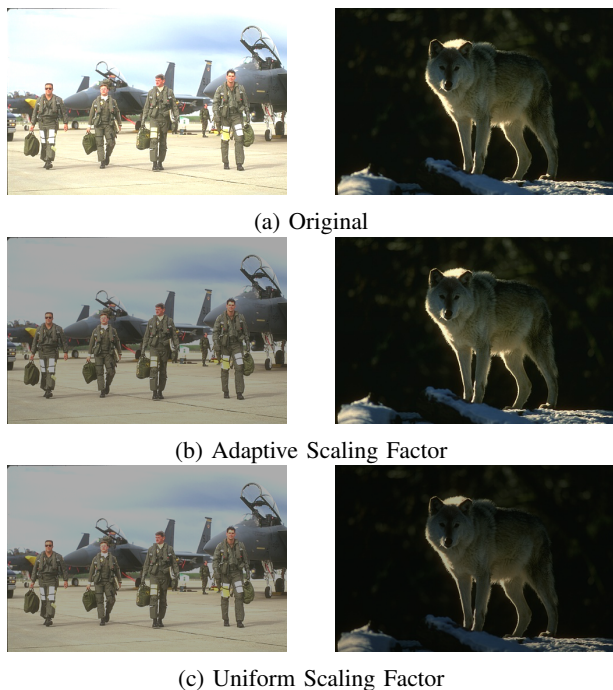 (a) Original
(b) Adaptive Scaling Factor
(c) Uniform Scaling Factor